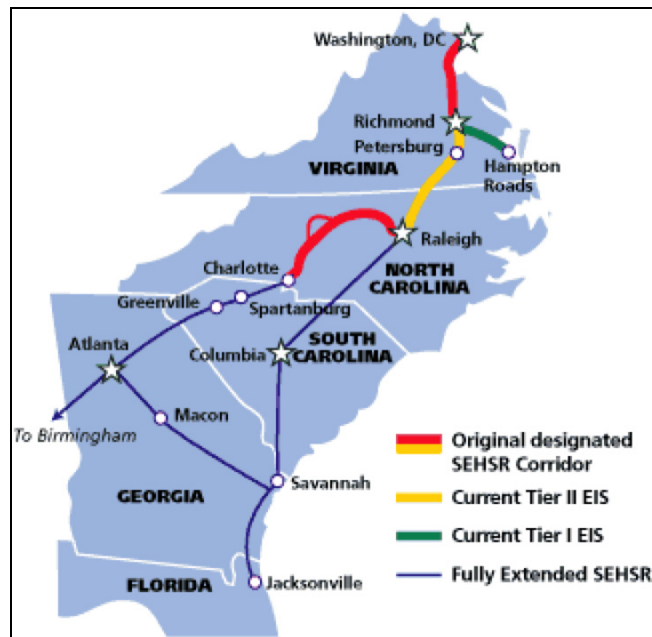 Washington, DC
Richmond
Petersburg
Hampton
Roads
VIRGINIA
Raleigh
Charlotte
NORTH
CAROLINA
Greenville
Spartanburg
SOUTH
CAROLINA
Atlanta
Columbia
Macon
To Birmingham
Savannah
GEORGIA
Jacksonville
FLORIDA
Original designated
SEHSR Corridor
Current Tier II EIS
Current Tier I EIS
Fully Extended SEHSR